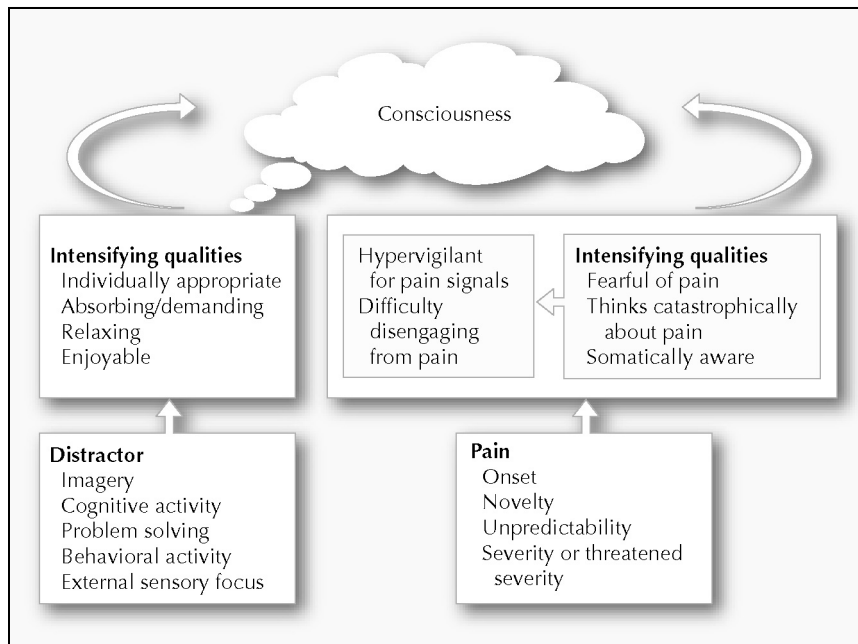 Consciousness
Intensifying qualities
Individually appropriate
Absorbing/demanding
Relaxing
Enjoyable
Hypervigilant
for pain signals
Difficulty
disengaging
from pain
Intensifying qualities
Fearful of pain
Thinks catastrophically
about pain
Somatically aware
Distractor
Imagery
Cognitive activity
Problem solving
Behavioral activity
External sensory focus
Pain
Onset
Novelty
Unpredictability
Severity or threatened
severity